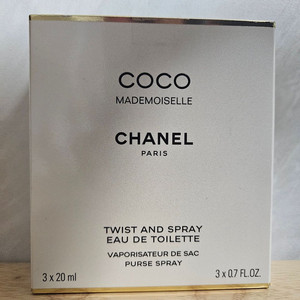 COCO
MADEMOISELLE
CHANEL
PARIS
TWIST AND SPRAY
EAU DE TOILETTE
VAPORISATEUR DE SAC
PURSE SPRAY
3 x 20 ml
3 x 0.7 FL.OZ.